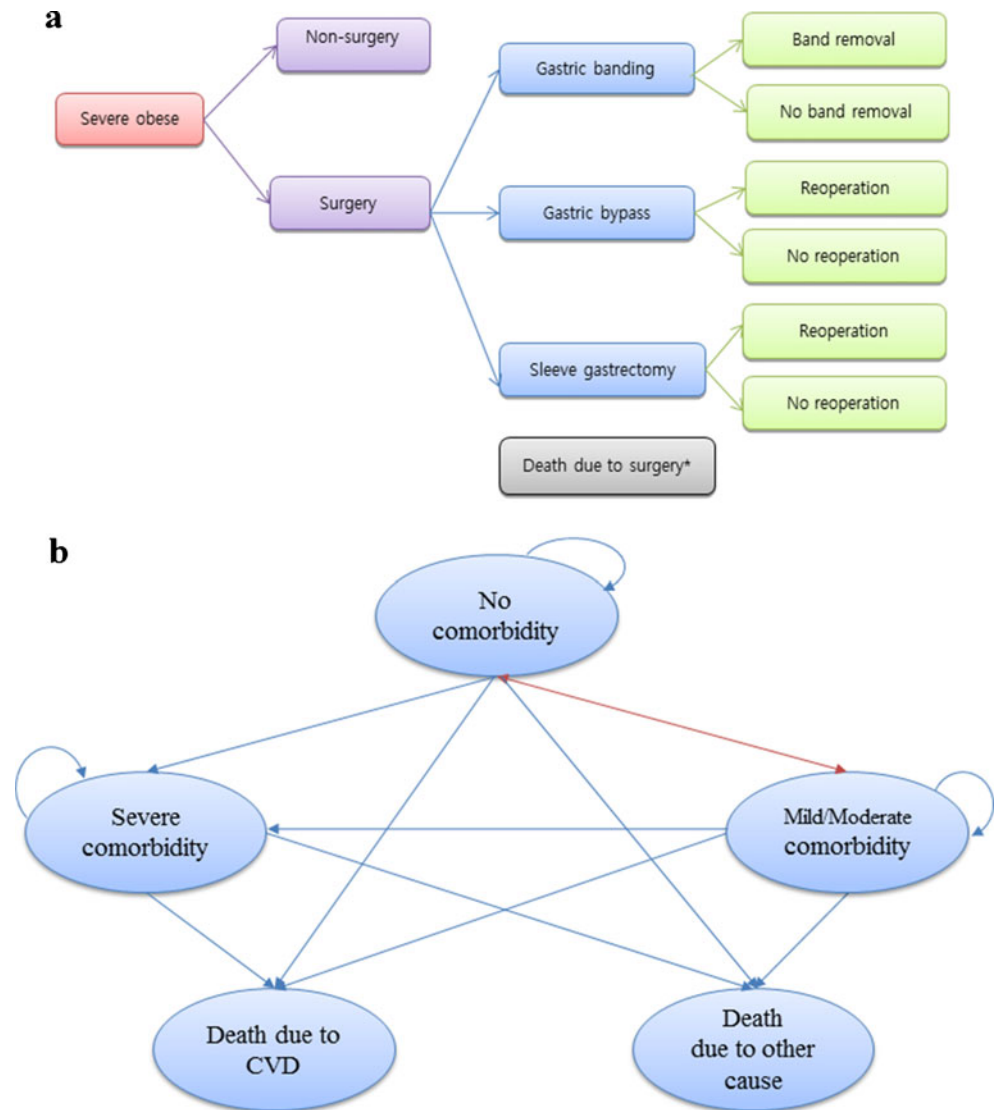 a
Non-surgery
Severe obese
Surgery
Gastric banding
Gastric bypass
Sleeve gastrectomy
Death due to surgery*
Band removal
No band removal
Reoperation
No reoperation
Reoperation
No reoperation
b
No
comorbidity
Severe
comorbidity
Mild/Moderate
comorbidity
Death due to
CVD
Death
due to other
cause